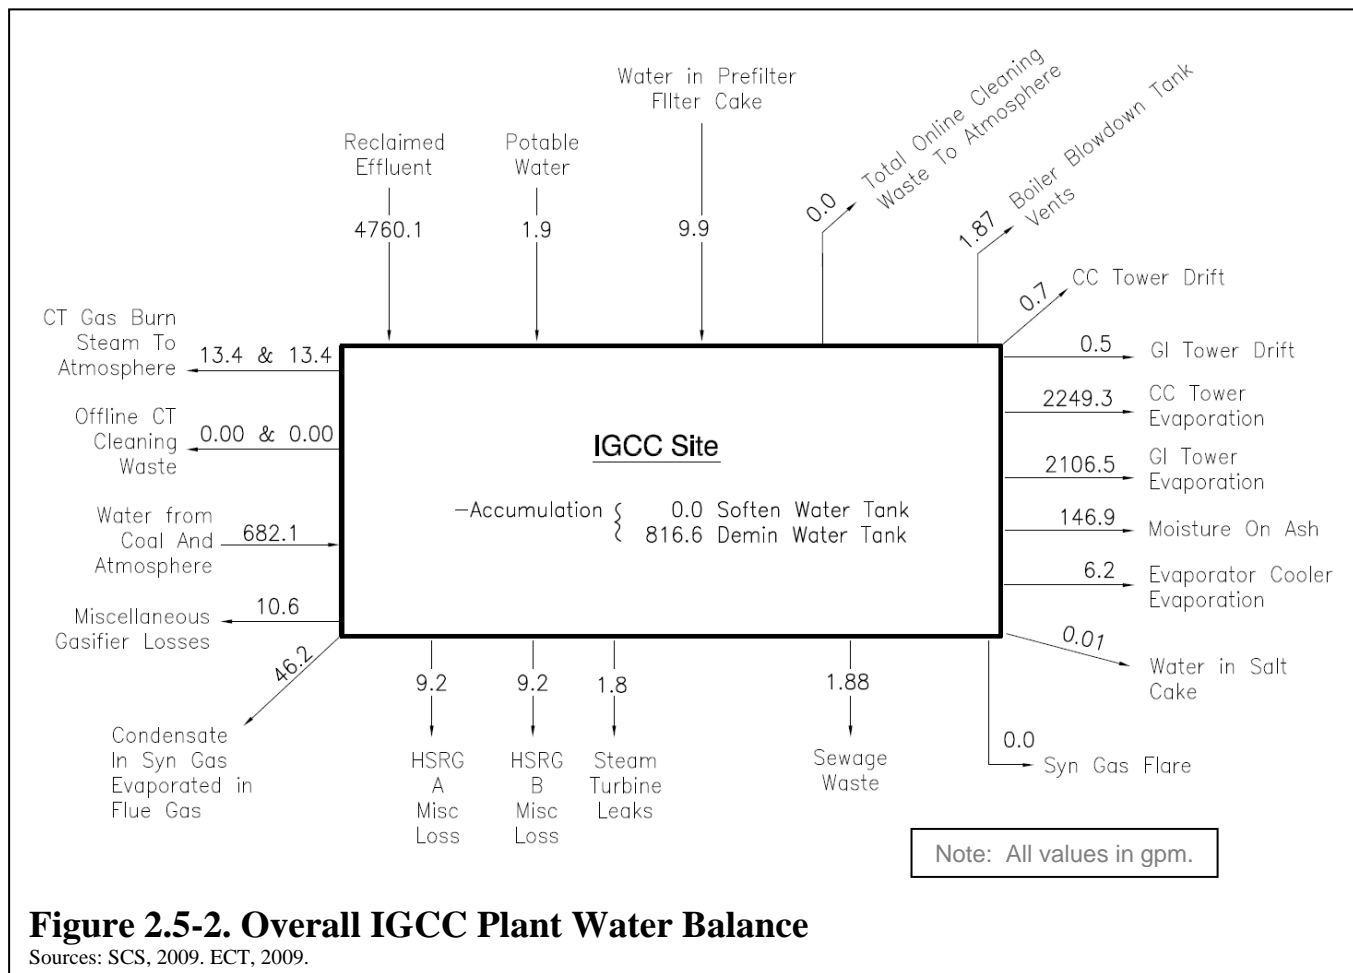 Water in Prefilter
FIlter Cake
Total Online Cleaning
Waste To Atmosphere
0.0
Boiler Blowdown Tank
Vents
1.87
Reclaimed
Effluent
4760.1
Potable
Water
1.9
9.9
CC Tower Drift
0.7
CT Gas Burn
Steam To
Atmosphere
13.4 & 13.4
0.5
GI Tower Drift
2249.3
CC Tower
Evaporation
Offline CT
Cleaning
Waste
0.00 & 0.00
IGCC Site
2106.5
GI Tower
Evaporation
—Accumulation { 0.0 Soften Water Tank
816.6 Demin Water Tank
Water from
Coal And
Atmosphere
682.1
146.9
Moisture On Ash
6.2
Evaporator Cooler
Evaporation
Miscellaneous
Gasifier Losses
10.6
0.01
Water in Salt
Cake
46.2
Condensate
In Syn Gas
Evaporated in
Flue Gas
9.2
HSRG
A
Misc
Loss
9.2
HSRG
B
Misc
Loss
1.8
Steam
Turbine
Leaks
1.88
Sewage
Waste
0.0
Syn Gas Flare
Note: All values in gpm.
Figure 2.5-2. Overall IGCC Plant Water Balance
Sources: SCS, 2009. ECT, 2009.